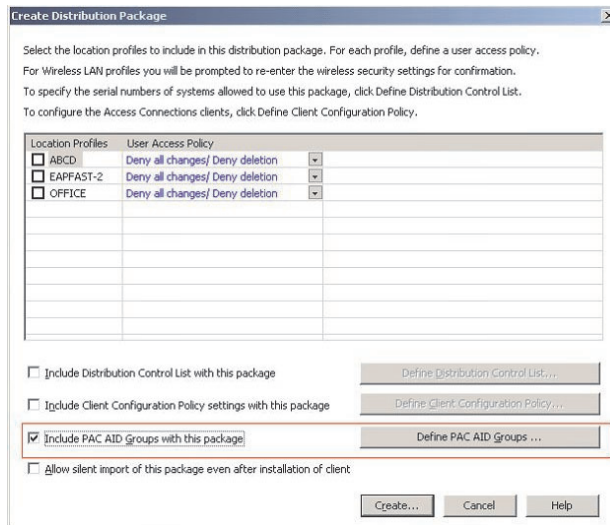 Create Distribution Package
Select the location profiles to include in this distribution package. For each profile, define a user access policy.
For Wireless LAN profiles you will be prompted to re-enter the wireless security settings for confirmation.
To specify the serial numbers of systems allowed to use this package, click Define Distribution Control List.
To configure the Access Connections clients, click Define Client Configuration Policy.
Location Profiles User Access Policy
ABCD Deny all changes/ Deny deletion
EAPFAST-2 Deny all changes/ Deny deletion
OFFICE Deny all changes/ Deny deletion
Include Distribution Control List with this package Define Distribution Control List...
Include Client Configuration Policy settings with this package Define Client Configuration Policy...
Include PAC AID Groups with this package Define PAC AID Groups ...
Allow silent import of this package even after installation of client
Create... Cancel Help